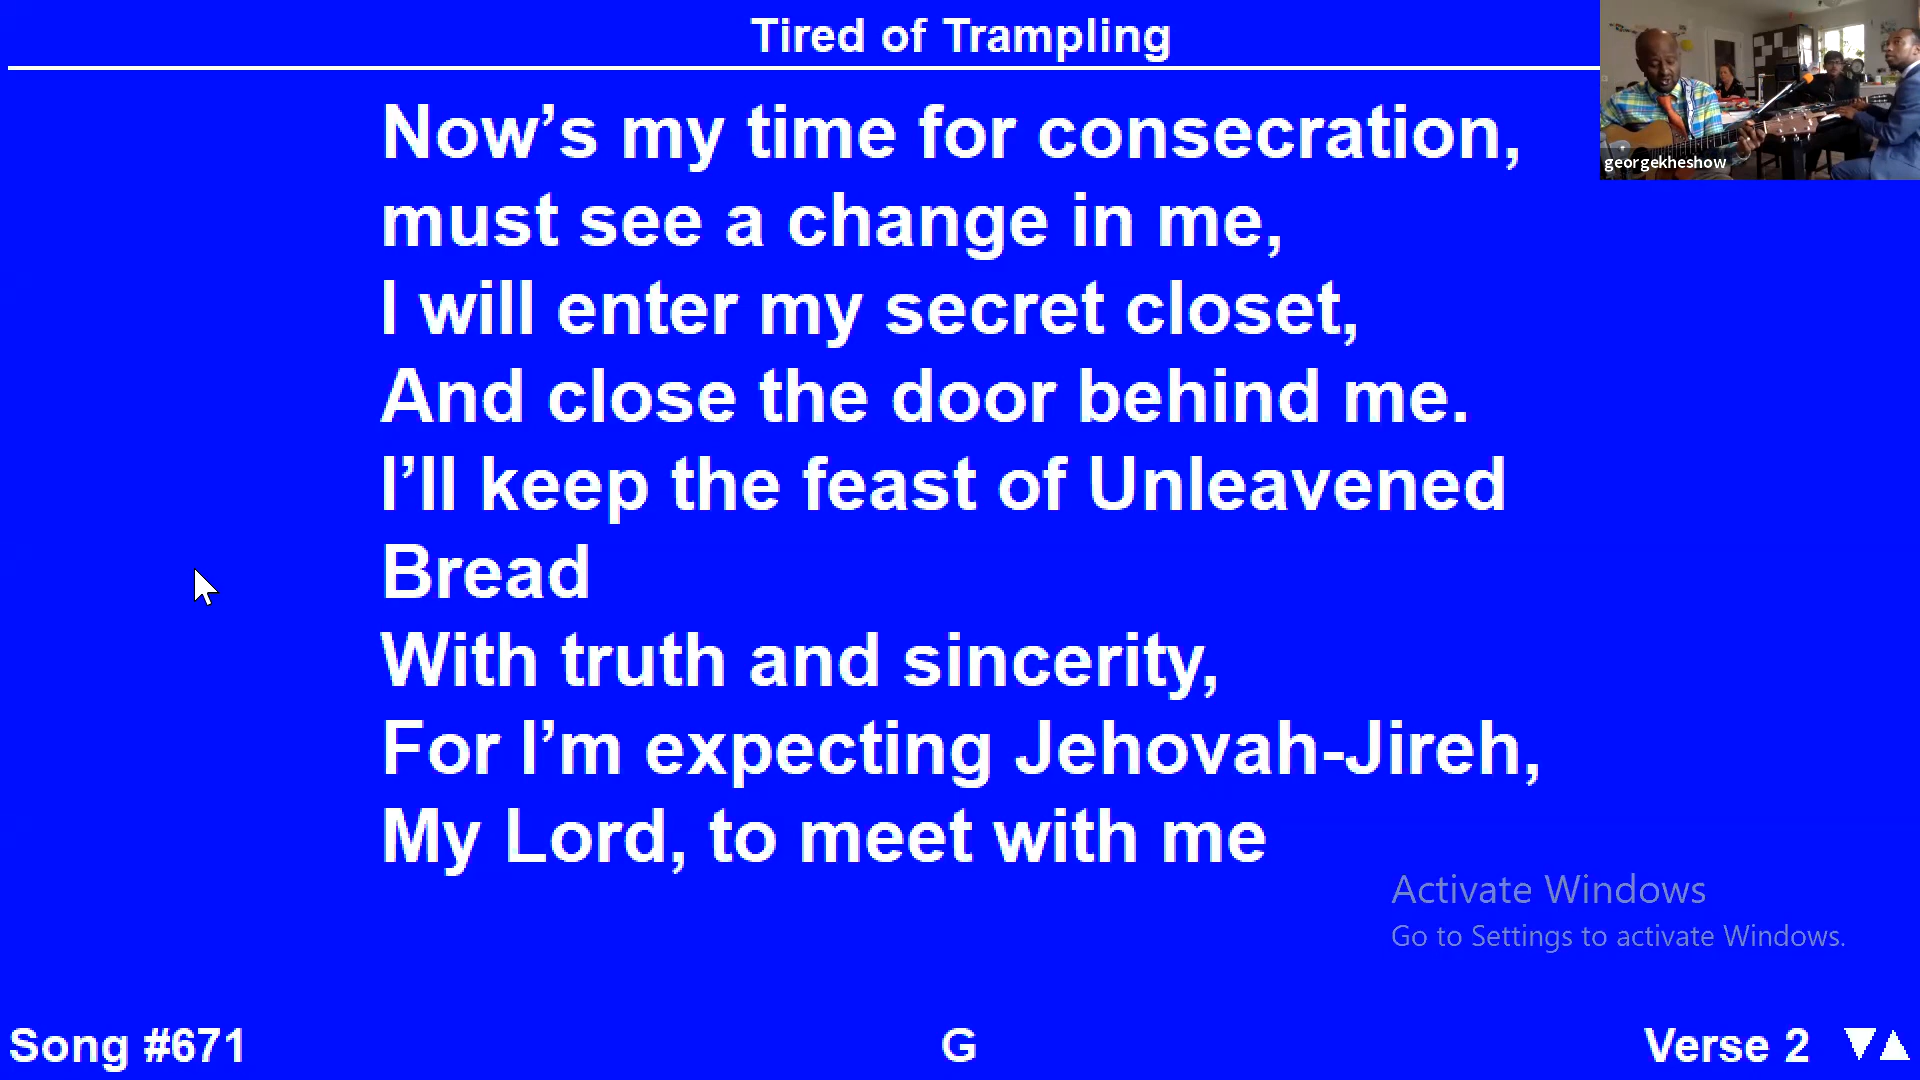 Tired of Trampling
Now’s my time for consecration,
must see a change in me,
I will enter my secret closet,
And close the door behind me.
I’ll keep the feast of Unleavened
Bread
With truth and sincerity,
For I’m expecting Jehovah-Jireh,
My Lord, to meet with me
georgekheshow
Activate Windows
Go to Settings to activate Windows.
Song #671
G
Verse 2